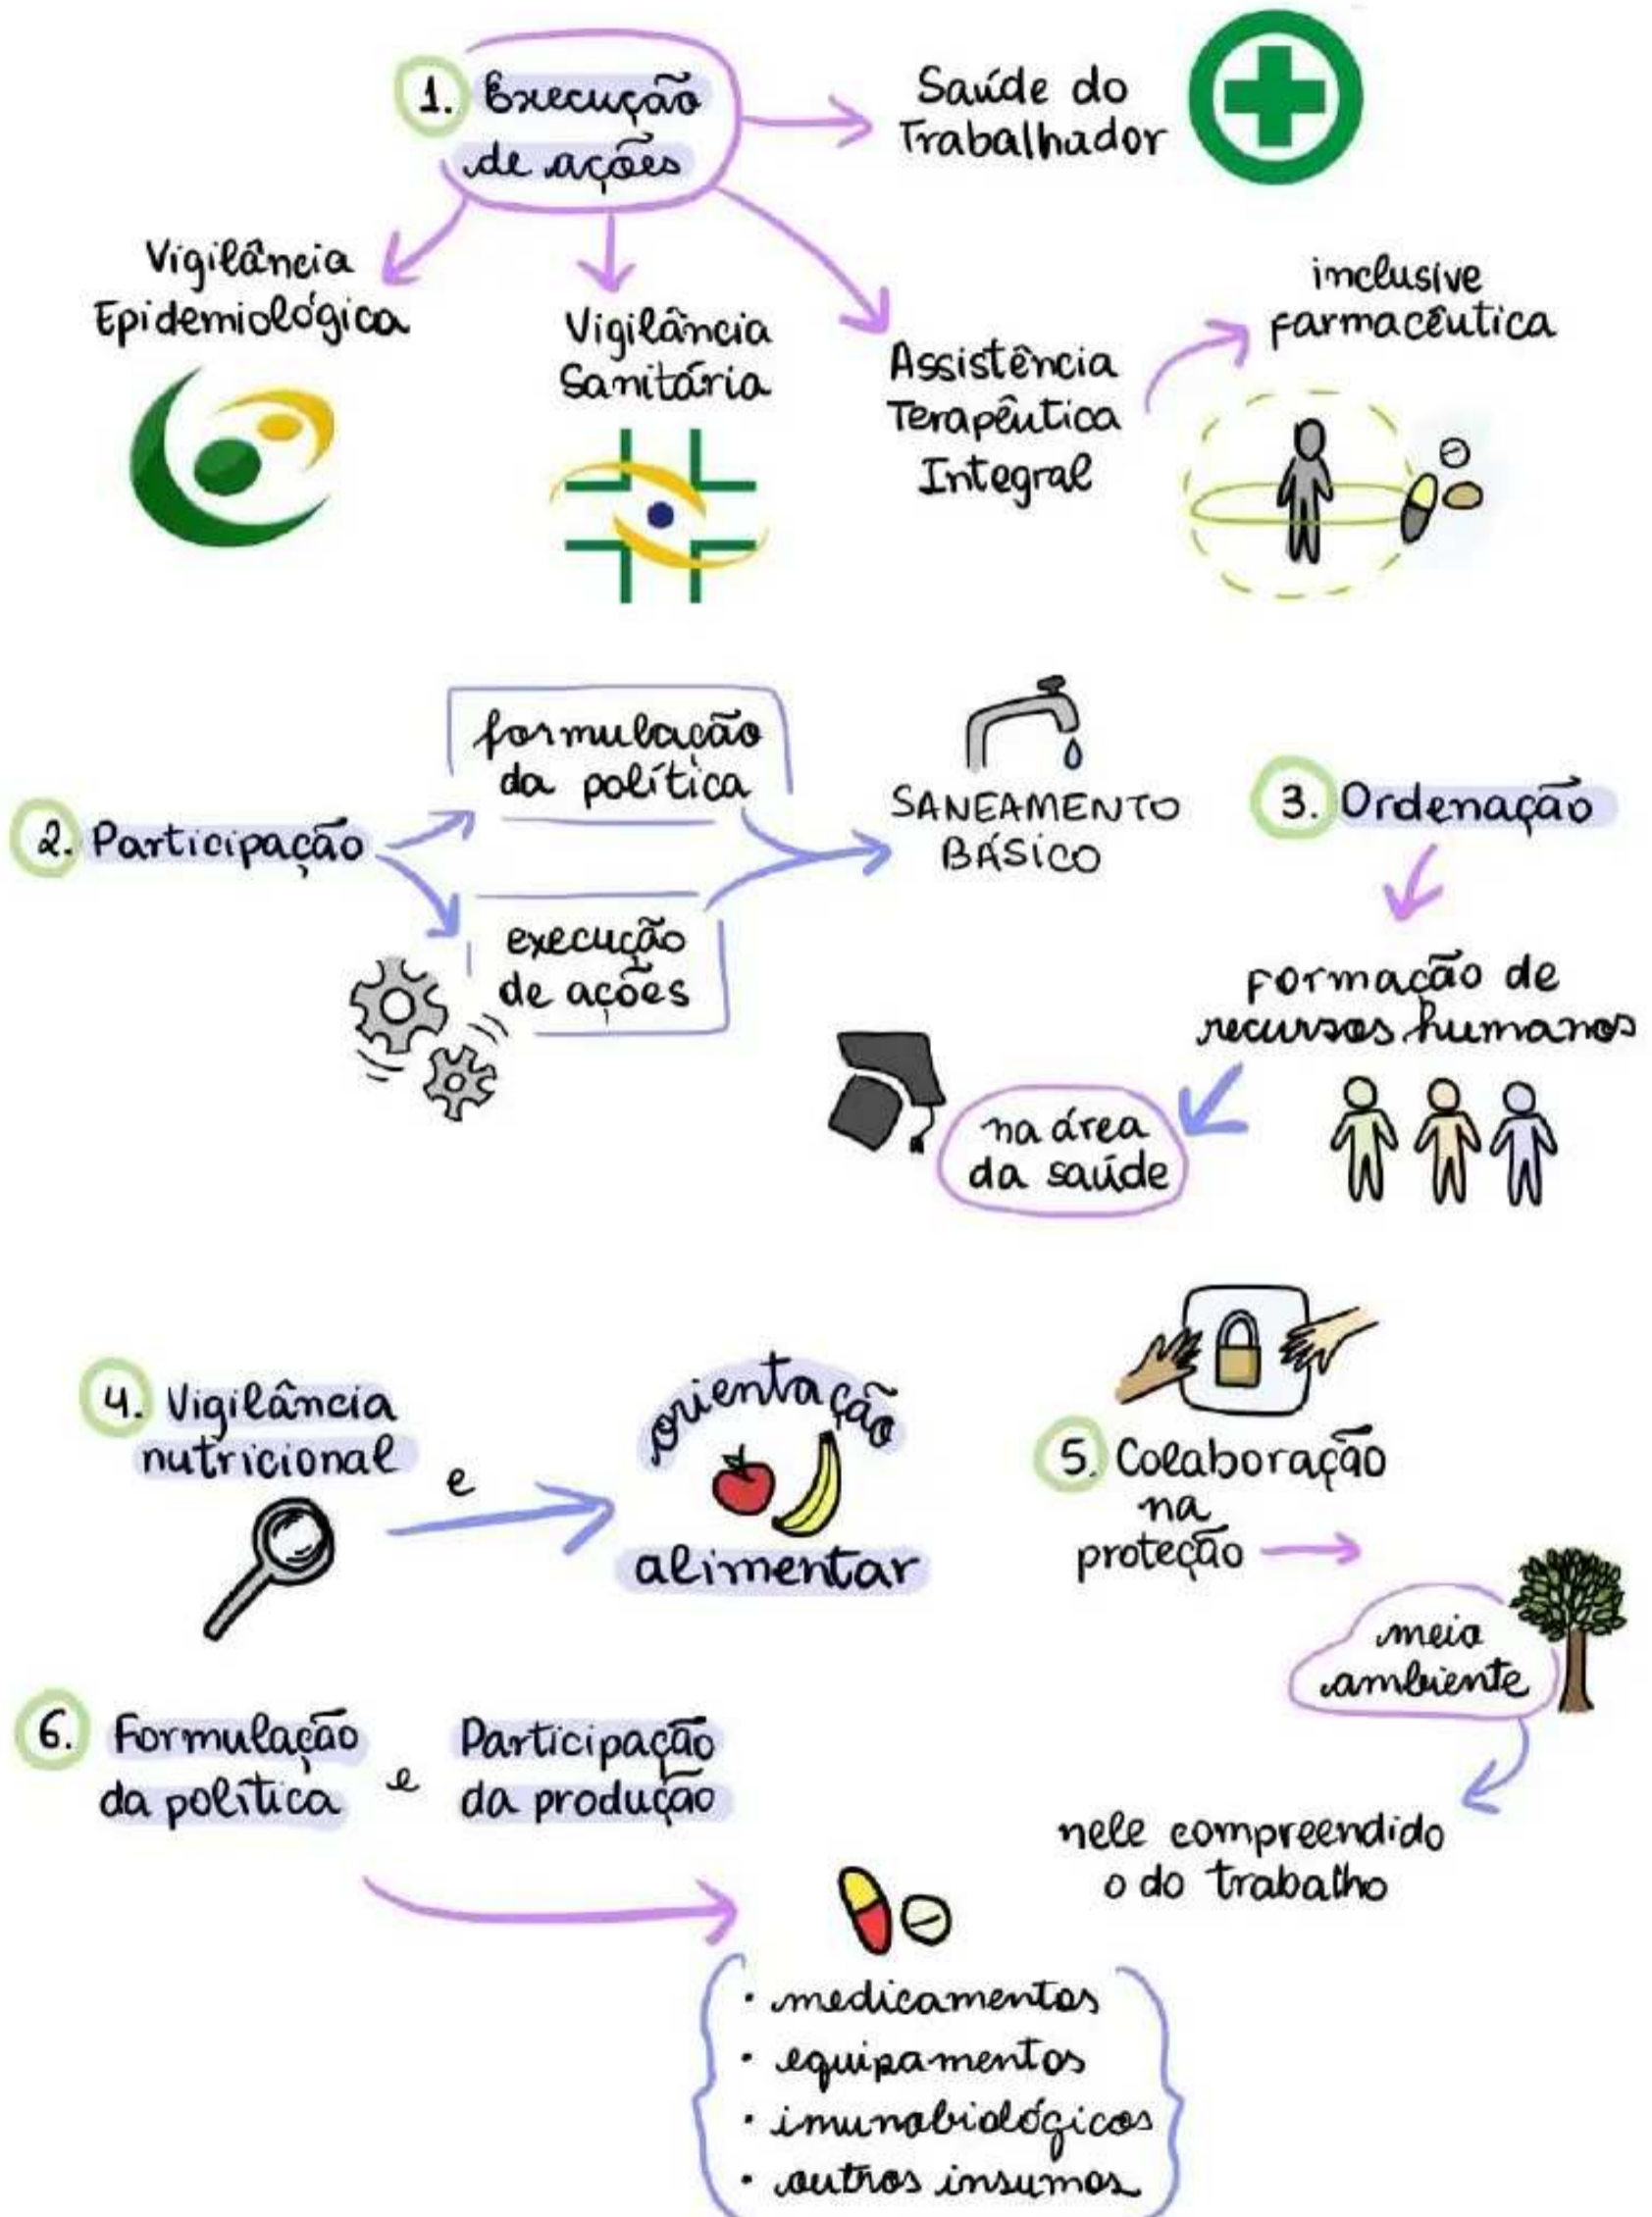 1. Execução
de ações
Saúde do
Trabalhador
Vigilância
Epidemiológica
Vigilância
Sanitária
Assistência
Terapêutica
Integral
inclusive
farmacêutica
2. Participação
formulação
da política
execução
de ações
SANEAMENTO
BÁSICO
3. Ordenação
Formação de
recursos humanos
na área
da saúde
4. Vigilância
nutricional
e
orientação
alimentar
5. Colaboração
na
proteção
meio
ambiente
nele compreendido
o do trabalho
6. Formulação
da política
e
Participação
da produção
• medicamentos
• equipamentos
• imunobiológicos
• outros insumos